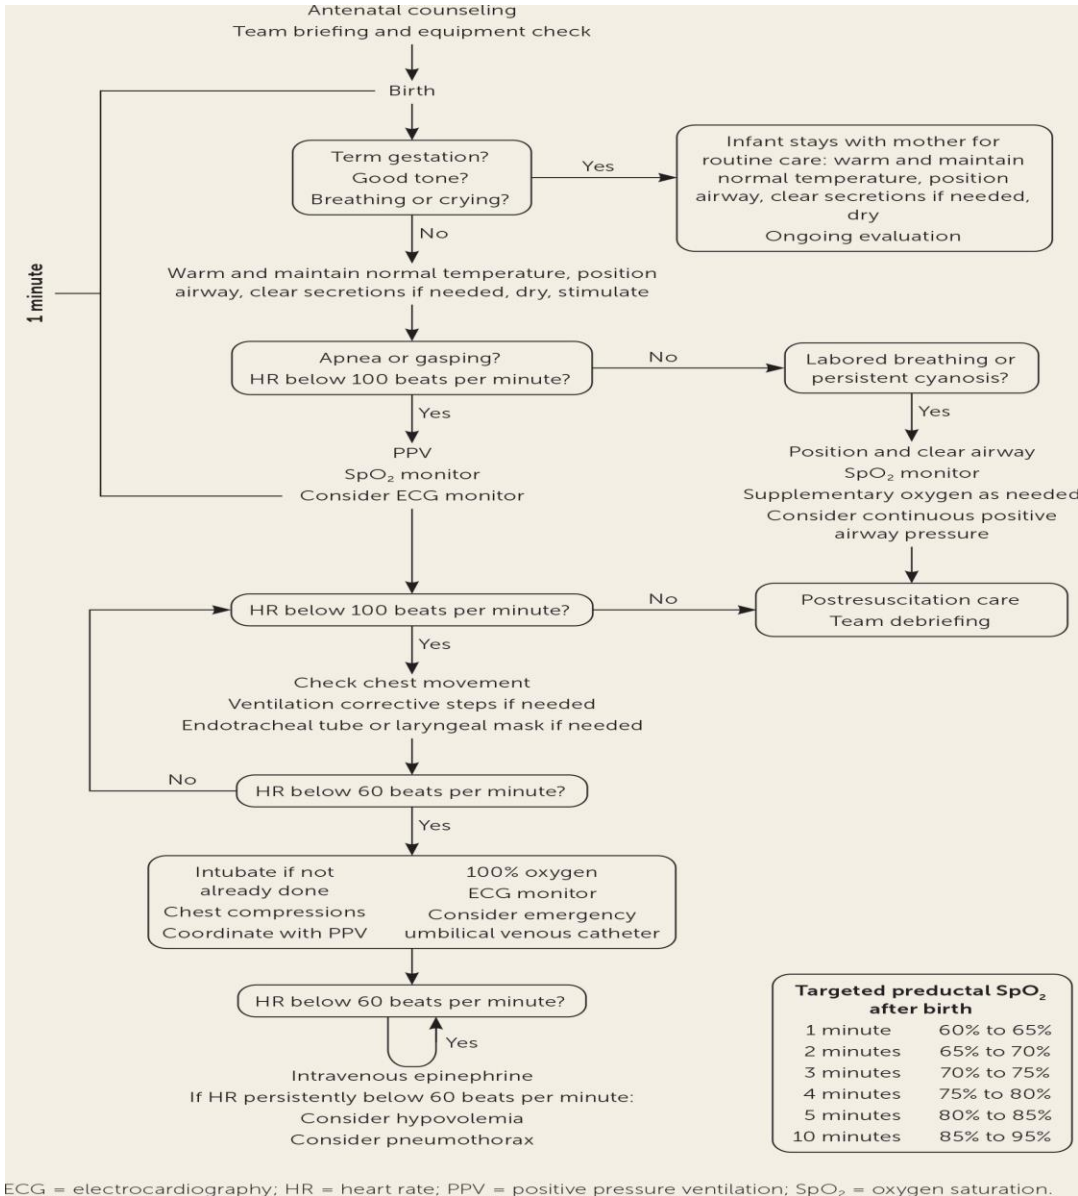 Antenatal counseling
Team briefing and equipment check
Birth
Term gestation?
Good tone?
Breathing or crying?
Yes
Infant stays with mother for
routine care: warm and maintain
normal temperature, position
airway, clear secretions if needed,
dry
Ongoing evaluation
No
1 minute
Warm and maintain normal temperature, position
airway, clear secretions if needed, dry, stimulate
Apnea or gasping?
HR below 100 beats per minute?
No
Labored breathing or
persistent cyanosis?
Yes
Yes
PPV
SpO₂ monitor
Consider ECG monitor
Position and clear airway
SpO₂ monitor
Supplementary oxygen as needed
Consider continuous positive
airway pressure
HR below 100 beats per minute?
No
Postresuscitation care
Team debriefing
Yes
Check chest movement
Ventilation corrective steps if needed
Endotracheal tube or laryngeal mask if needed
No
HR below 60 beats per minute?
Yes
Intubate if not
already done
Chest compressions
Coordinate with PPV
100% oxygen
ECG monitor
Consider emergency
umbilical venous catheter
HR below 60 beats per minute?
Yes
Intravenous epinephrine
If HR persistently below 60 beats per minute:
Consider hypovolemia
Consider pneumothorax
Targeted preductal SpO₂
after birth
1 minute 60% to 65%
2 minutes 65% to 70%
3 minutes 70% to 75%
4 minutes 75% to 80%
5 minutes 80% to 85%
10 minutes 85% to 95%
ECG = electrocardiography; HR = heart rate; PPV = positive pressure ventilation; SpO₂ = oxygen saturation.